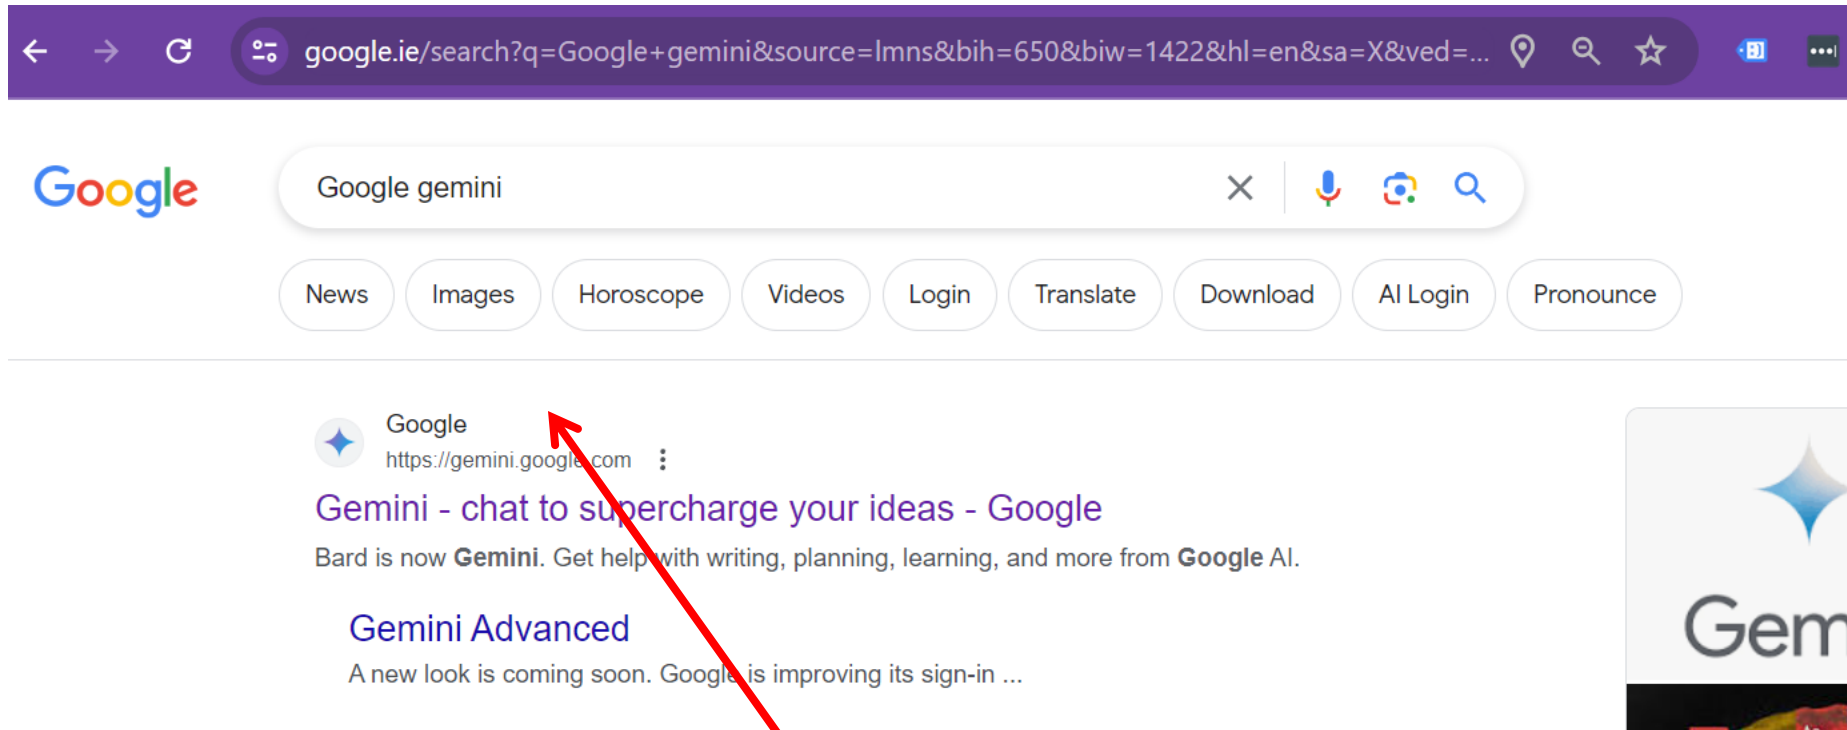 google.ie/search?q=Google+gemini&source=lmns&bih=650&biw=1422&hl=en&sa=X&ved=...
Google
Google gemini
News Images Horoscope Videos Login Translate Download AI Login Pronounce
Google
https://gemini.google.com
Gemini - chat to supercharge your ideas - Google
Bard is now Gemini. Get help with writing, planning, learning, and more from Google AI.
Gemini Advanced
A new look is coming soon. Google is improving its sign-in ...
Gem